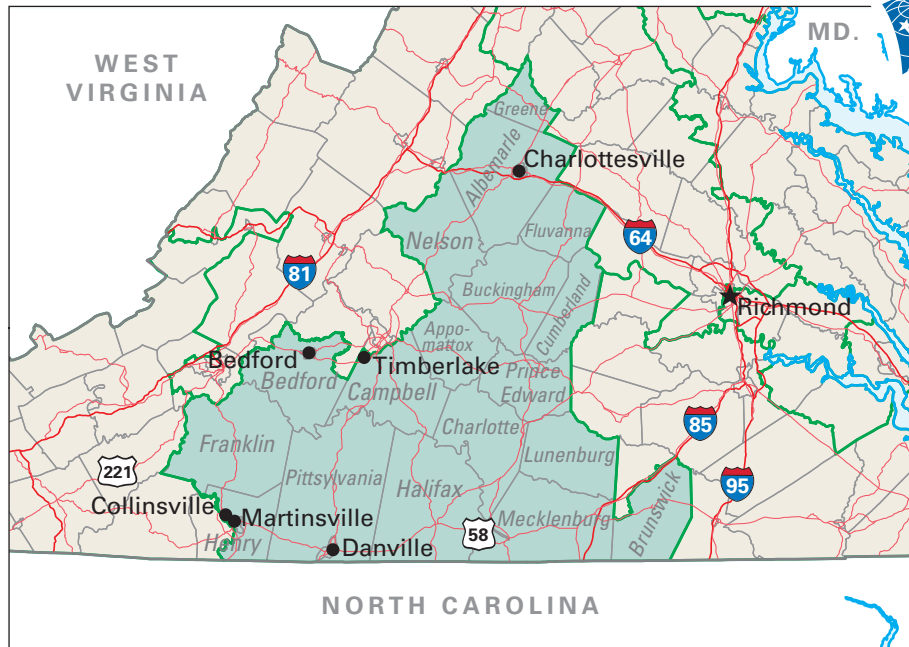 WEST
VIRGINIA
MD.
Greene
Albemarle
Charlottesville
Nelson
Fluvanna
64
81
Buckingham
Cumberland
Richmond
Appo-
mattox
Bedford
Timberlake
Bedford
Campbell
Prince
Edward
Charlotte
85
Franklin
Lunenburg
221
Pittsylvania
Halifax
95
Collinsville
Martinsville
Mecklenburg
Brunswick
58
Henry
Danville
NORTH CAROLINA